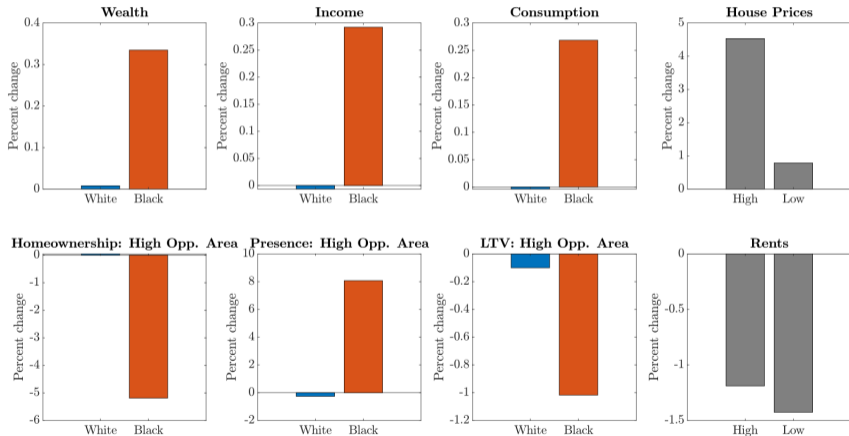 Wealth
Percent change
0.4
0.3
0.2
0.1
0
White Black
Income
Percent change
0.3
0.25
0.2
0.15
0.1
0.05
0
White Black
Consumption
Percent change
0.3
0.25
0.2
0.15
0.1
0.05
0
White Black
House Prices
Percent change
5
4
3
2
1
0
High Low
Homeownership: High Opp. Area
Percent change
0
-1
-2
-3
-4
-5
-6
White Black
Presence: High Opp. Area
Percent change
10
8
6
4
2
0
-2
White Black
LTV: High Opp. Area
Percent change
0
-0.2
-0.4
-0.6
-0.8
-1
-1.2
White Black
Rents
Percent change
0
-0.5
-1
-1.5
High Low